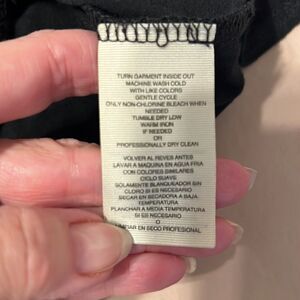 TURN GARMENT INSIDE OUT
MACHINE WASH COLD
WITH LIKE COLORS
GENTLE CYCLE
ONLY NON-CHLORINE BLEACH WHEN
NEEDED
TUMBLE DRY LOW
WARM IRON
IF NEEDED
OR
PROFESSIONALLY DRY CLEAN
VOLVER AL REVES ANTES
LAVAR A MAQUINA EN AGUA FRIA
CON COLORES SIMILARES
CICLO SUAVE
SOLAMENTE BLANQUEADOR SIN
CLORO SI ES NECESARIO
SECAR EN SECADORA A BAJA
TEMPERATURA
PLANCHAR A MEDIA TEMPERATURA
SI ES NECESARIO
O
EN SECO PROFESIONAL